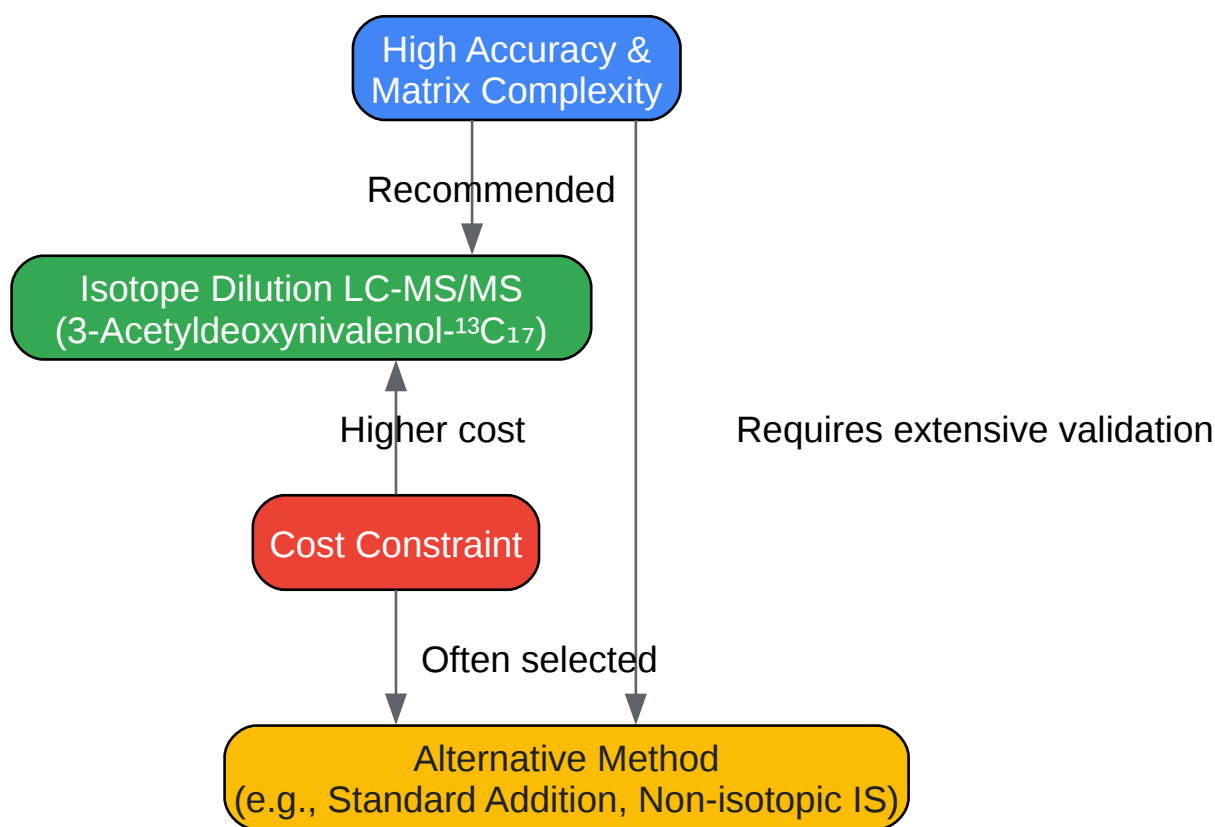 High Accuracy &
Matrix Complexity
Recommended
Isotope Dilution LC-MS/MS
(3-Acetyldeoxynivalenol-¹³C₁₇)
Higher cost
Requires extensive validation
Cost Constraint
Often selected
Alternative Method
(e.g., Standard Addition, Non-isotopic IS)